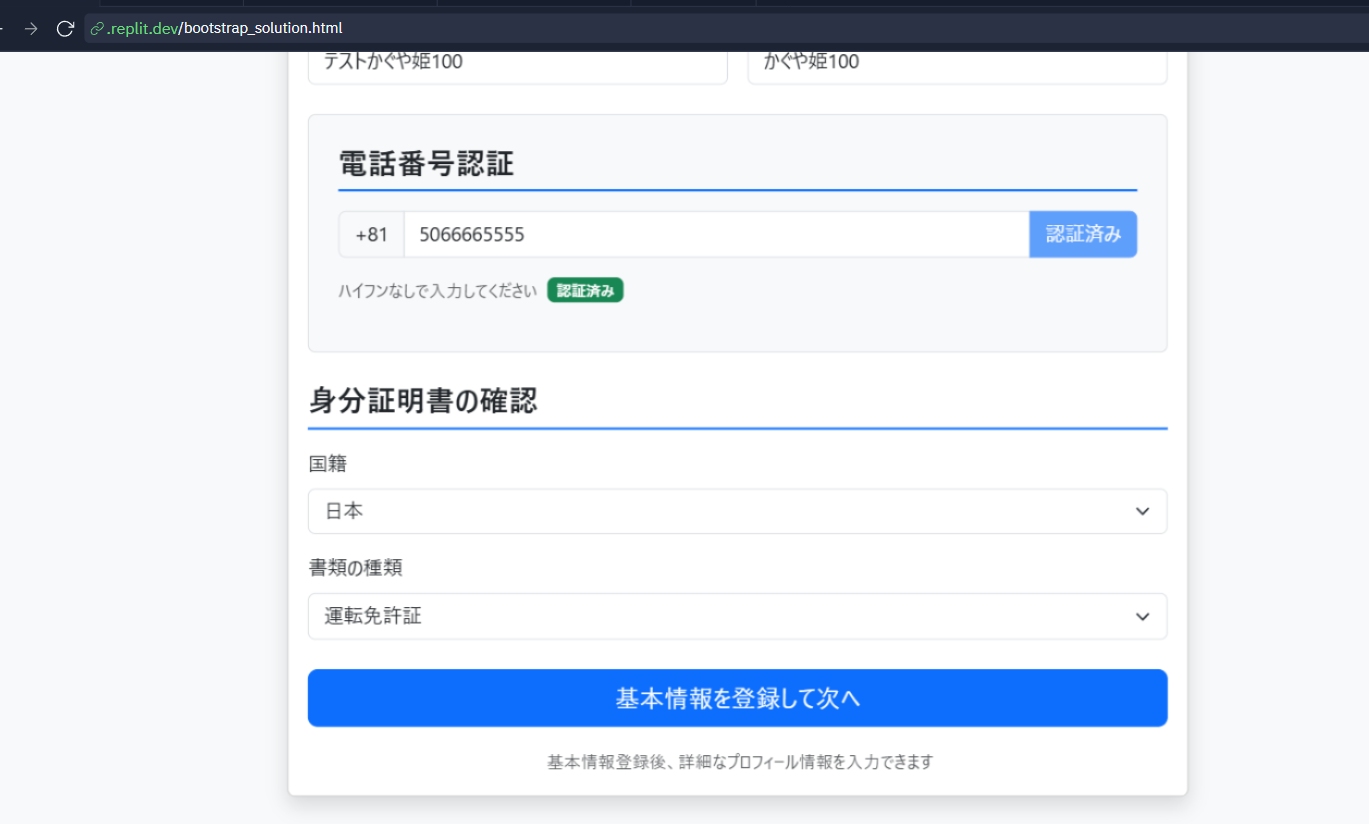 .replit.dev/bootstrap_solution.html
テストかぐや姫100
かぐや姫100
電話番号認証
+81
5066665555
認証済み
ハイフンなしで入力してください
認証済み
身分証明書の確認
国籍
日本
書類の種類
運転免許証
基本情報を登録して次へ
基本情報登録後、詳細なプロフィール情報を入力できます